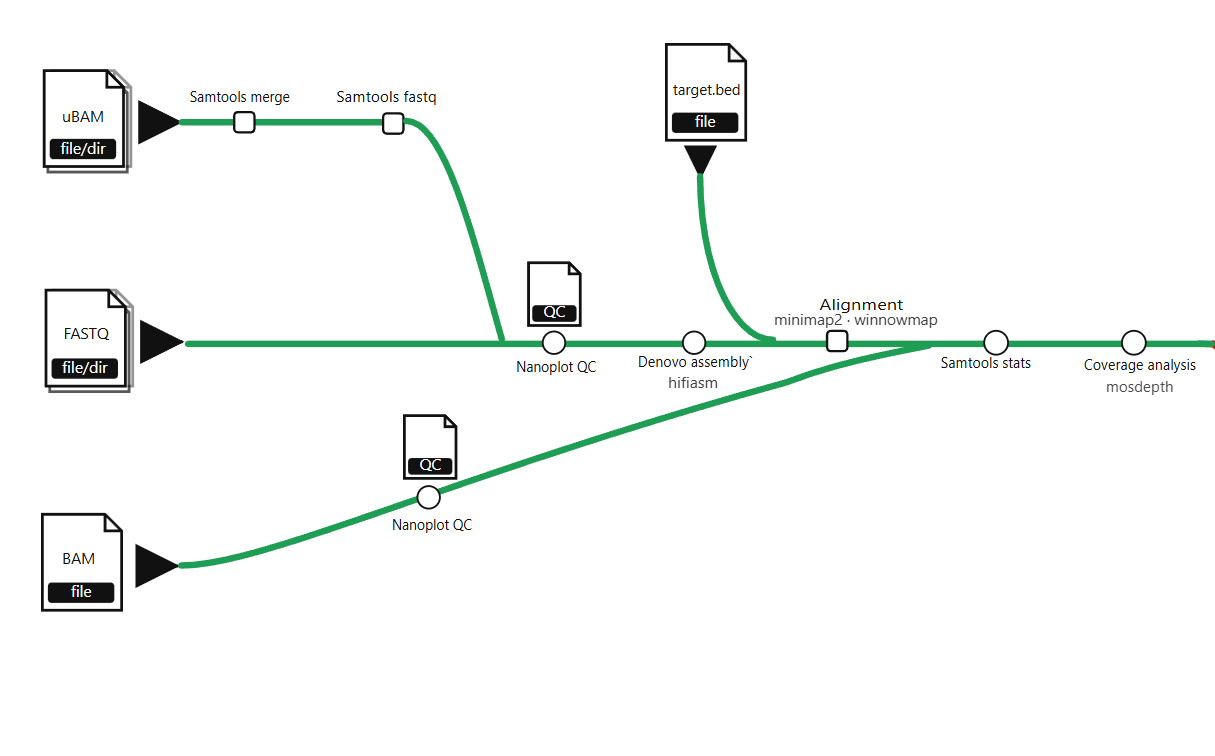 uBAM
file/dir
Samtools merge
Samtools fastq
target.bed
file
FASTQ
file/dir
QC
Nanoplot QC
Denovo assembly`
hifiasm
Alignment
minimap2 · winnowmap
Samtools stats
Coverage analysis
mosdepth
QC
Nanoplot QC
BAM
file